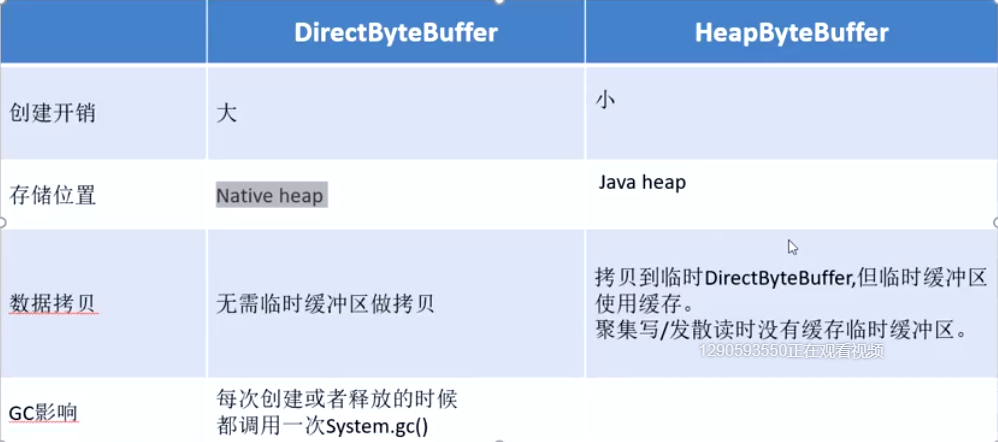 DirectByteBuffer HeapByteBuffer
创建开销 大 小
存储位置 Native heap Java heap
数据拷贝 无需临时缓冲区做拷贝 拷贝到临时DirectByteBuffer,但临时缓冲区
使用缓存。
聚集写/发散读时没有缓存临时缓冲区。
1290593550正在观看视频
GC影响 每次创建或者释放的时候
都调用一次System.gc()